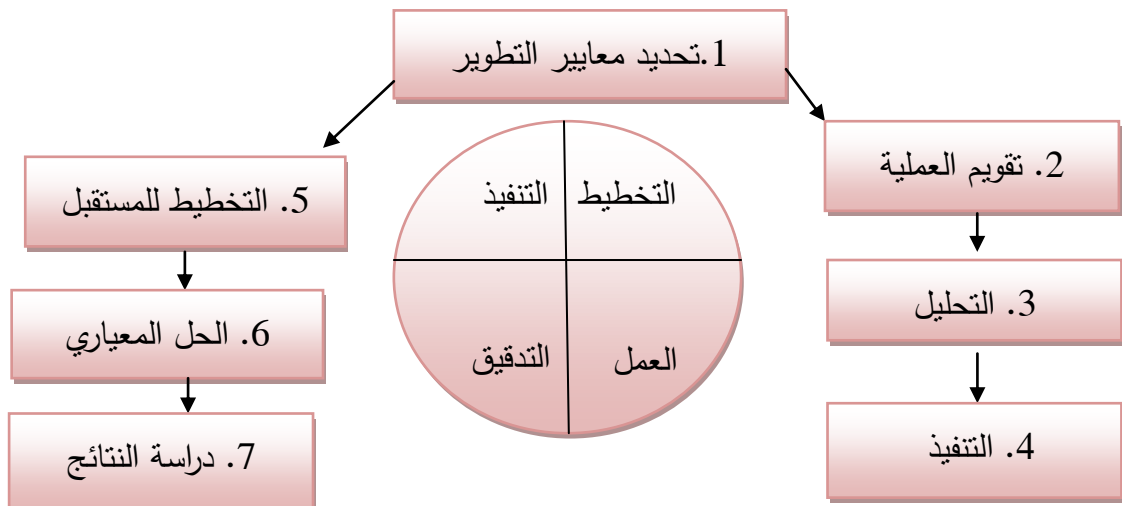 1.تحديد معايير التطوير
2. تقويم العملية
3. التحليل
4. التنفيذ
التخطيط
التنفيذ
العمل
التدقيق
5. التخطيط للمستقبل
6. الحل المعياري
7. دراسة النتائج